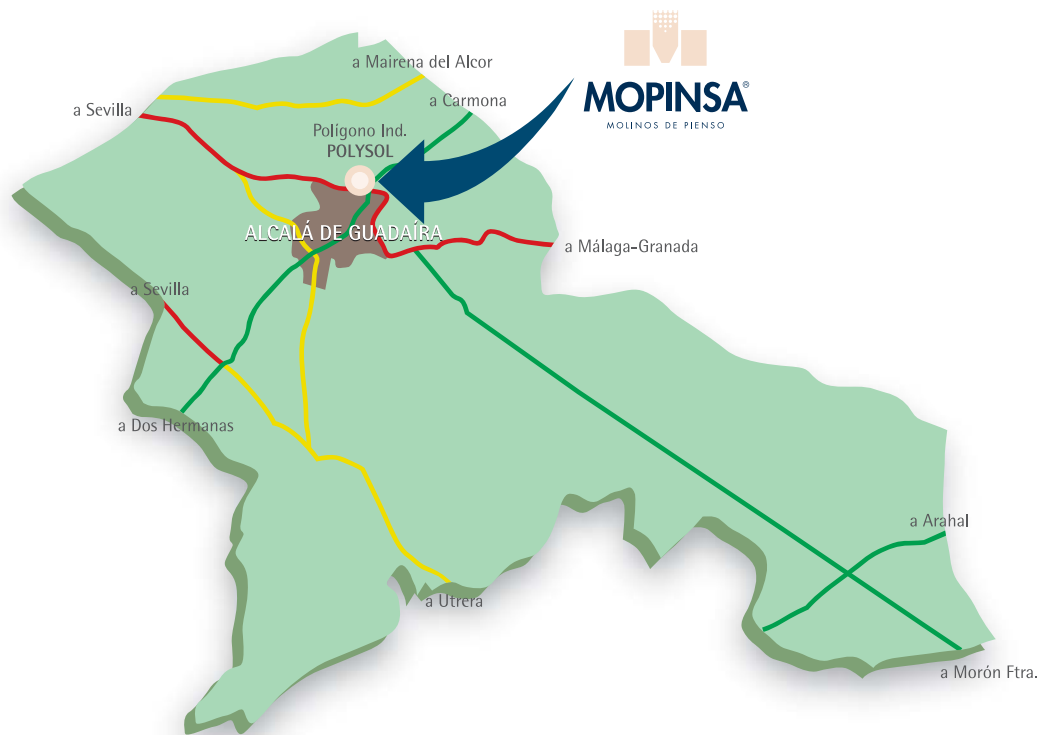 MOPINSA®
MOLINOS DE PIENSO
a Mairena del Alcor
a Carmona
a Sevilla
Polígono Ind.
POLYSOL
ALCALÁ DE GUADAÍRA
a Málaga-Granada
a Sevilla
a Dos Hermanas
a Arahal
a Utrera
a Morón Ftra.